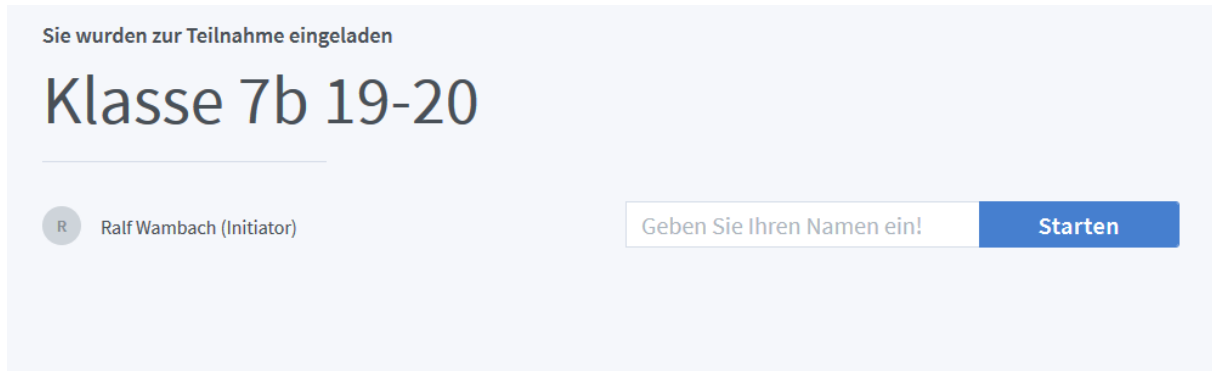 Sie wurden zur Teilnahme eingeladen
Klasse 7b 19-20
R
Ralf Wambach (Initiator)
Geben Sie Ihren Namen ein!
Starten